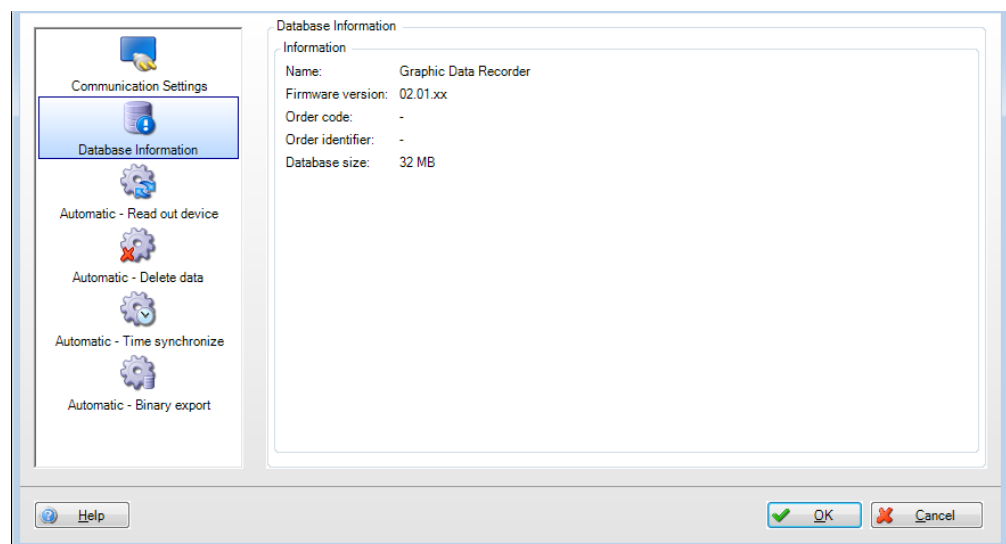 Communication Settings
Database Information
Automatic - Read out device
Automatic - Delete data
Automatic - Time synchronize
Automatic - Binary export
Database Information
Information
Name: Graphic Data Recorder
Firmware version: 02.01.xx
Order code: -
Order identifier: -
Database size: 32 MB
Help
OK
Cancel